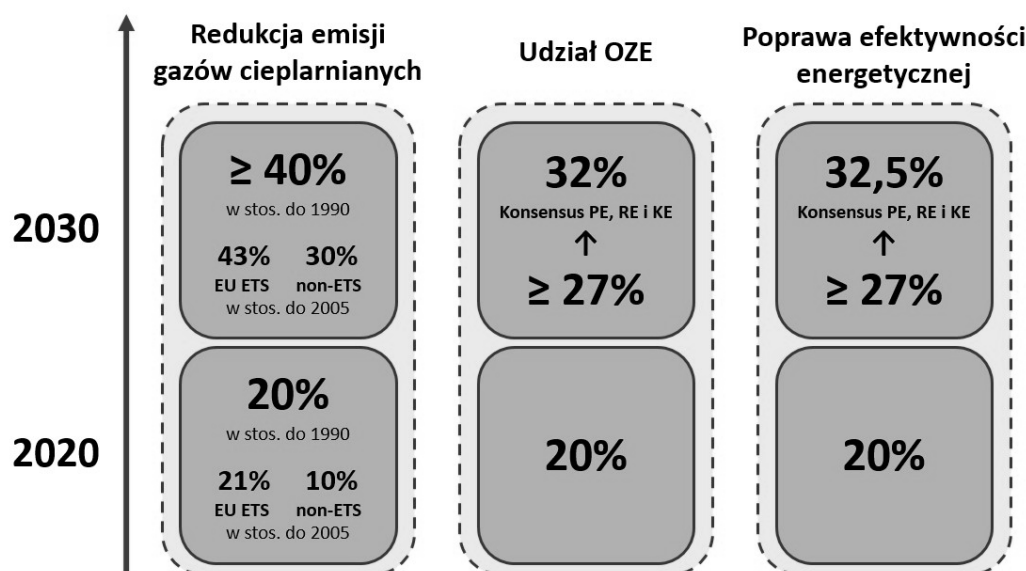 Redukcja emisji
gazów cieplarnianych
Udział OZE
Poprawa efektywności
energetycznej
2030
≥ 40%
w stos. do 1990
43% 30%
EU ETS non-ETS
w stos. do 2005
32%
Konsensus PE, RE i KE
↑
≥ 27%
32,5%
Konsensus PE, RE i KE
↑
≥ 27%
2020
20%
w stos. do 1990
21% 10%
EU ETS non-ETS
w stos. do 2005
20%
20%